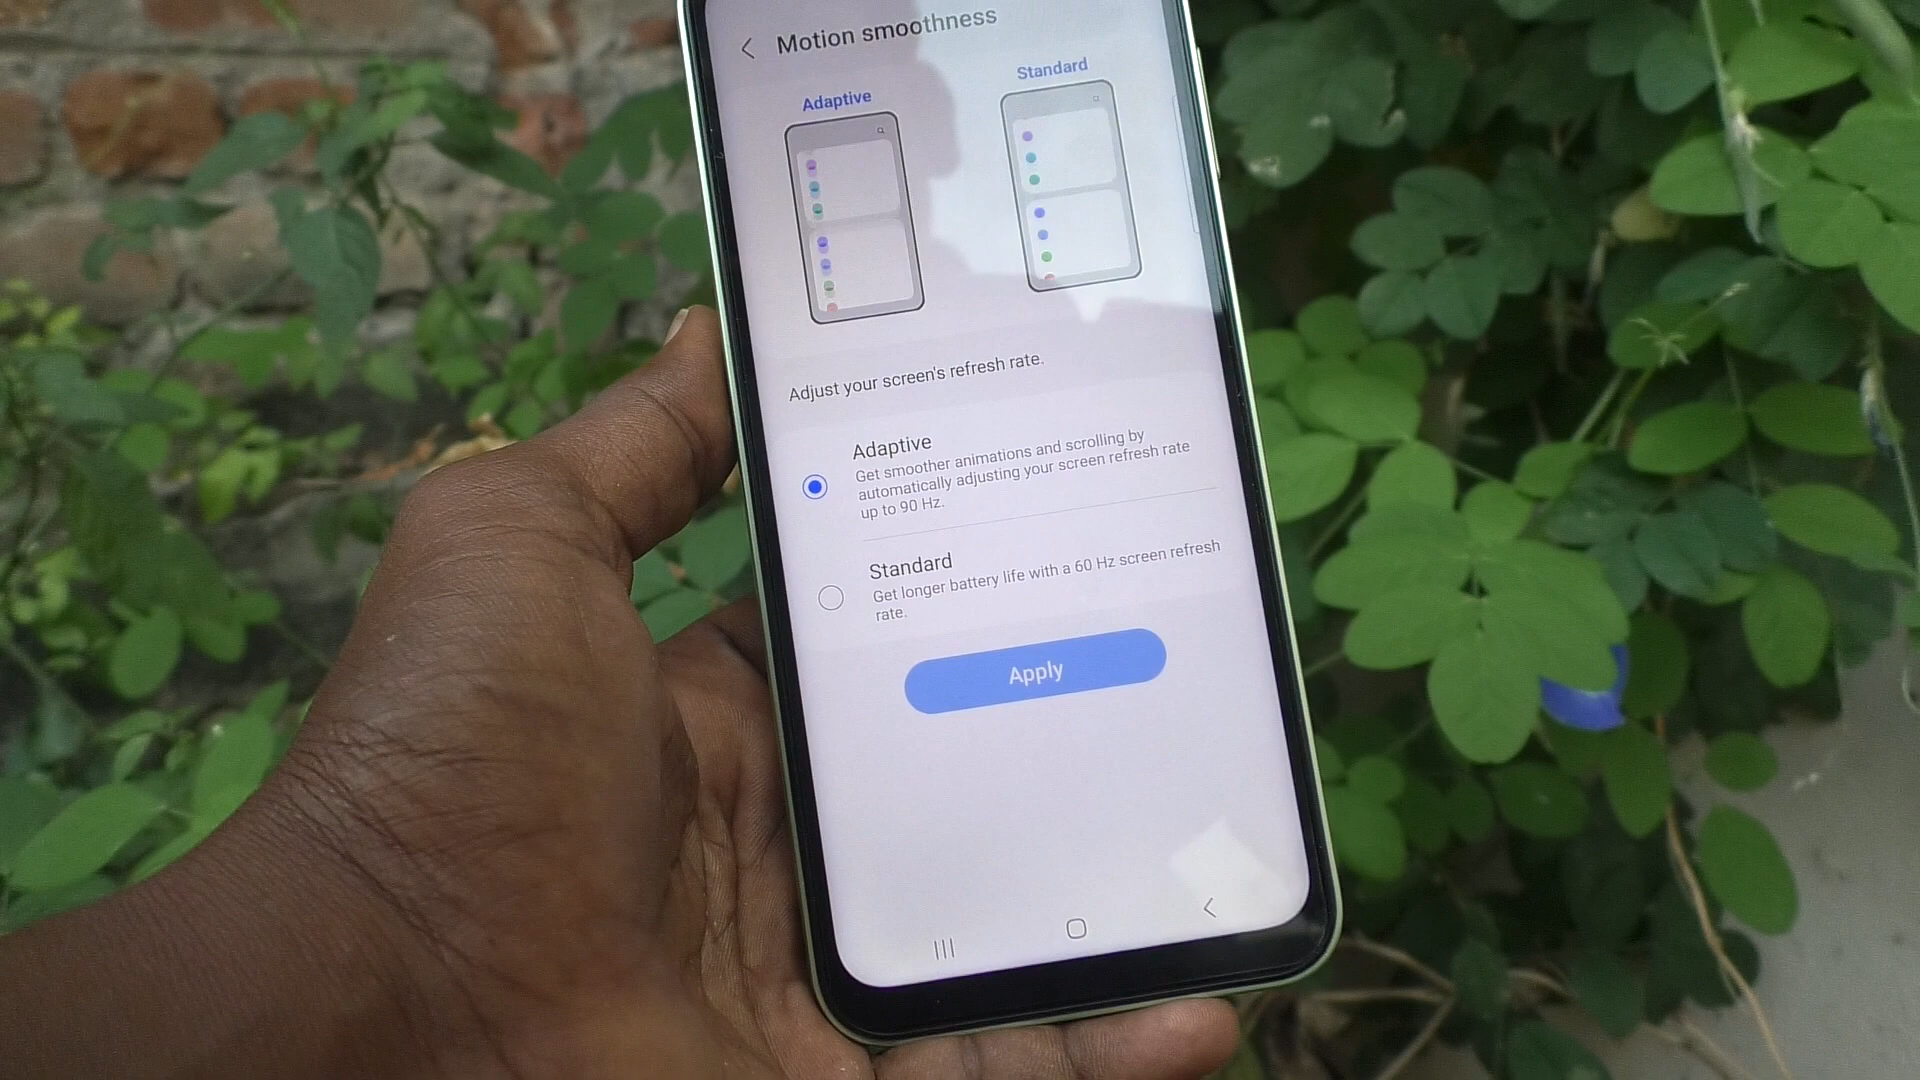 Motion smoothness
Adaptive
Standard
Adjust your screen's refresh rate.
Adaptive
Get smoother animations and scrolling by
automatically adjusting your screen refresh rate
up to 90 Hz.
Standard
Get longer battery life with a 60 Hz screen refresh
rate.
Apply